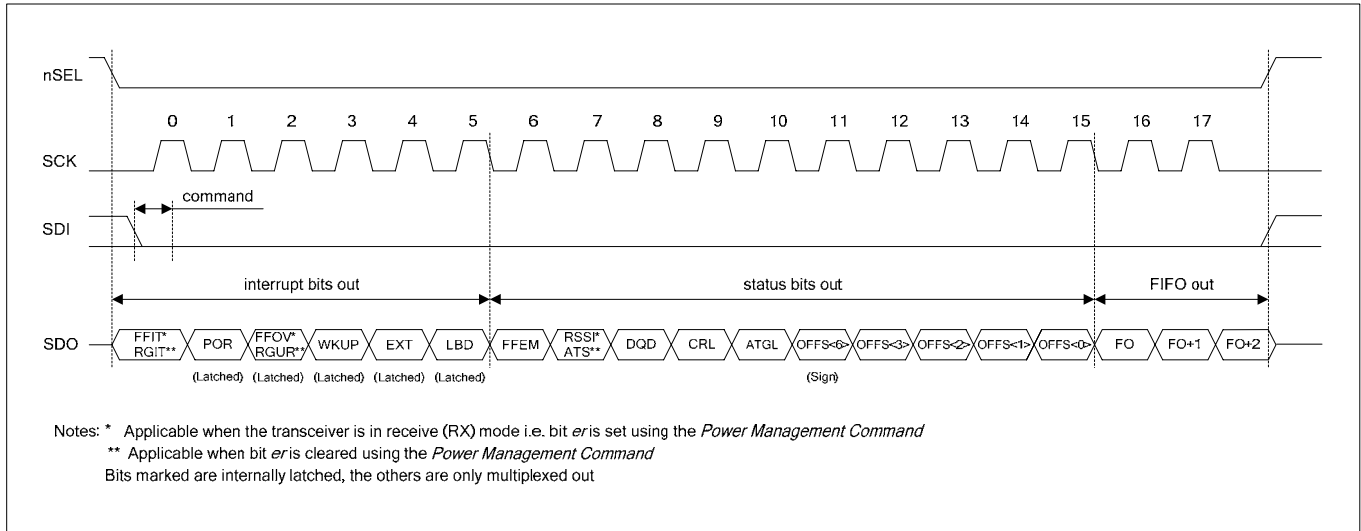 nSEL
0 1 2 3 4 5 6 7 8 9 10 11 12 13 14 15 16 17
SCK
command
SDI
interrupt bits out status bits out FIFO out
SDO
FFIT* RGIT** POR FFOV* RGUR** WKUP EXT LBD FFEM RSSI* ATS** DQD CRL ATGL OFFS<6> OFFS<3> OFFS<2> OFFS<1> OFFS<0> FO FO+1 FO+2
(Latched) (Latched) (Latched) (Latched) (Latched) (Sign)
Notes: * Applicable when the transceiver is in receive (RX) mode i.e. bit er is set using the Power Management Command
** Applicable when bit er is cleared using the Power Management Command
Bits marked are internally latched, the others are only multiplexed out